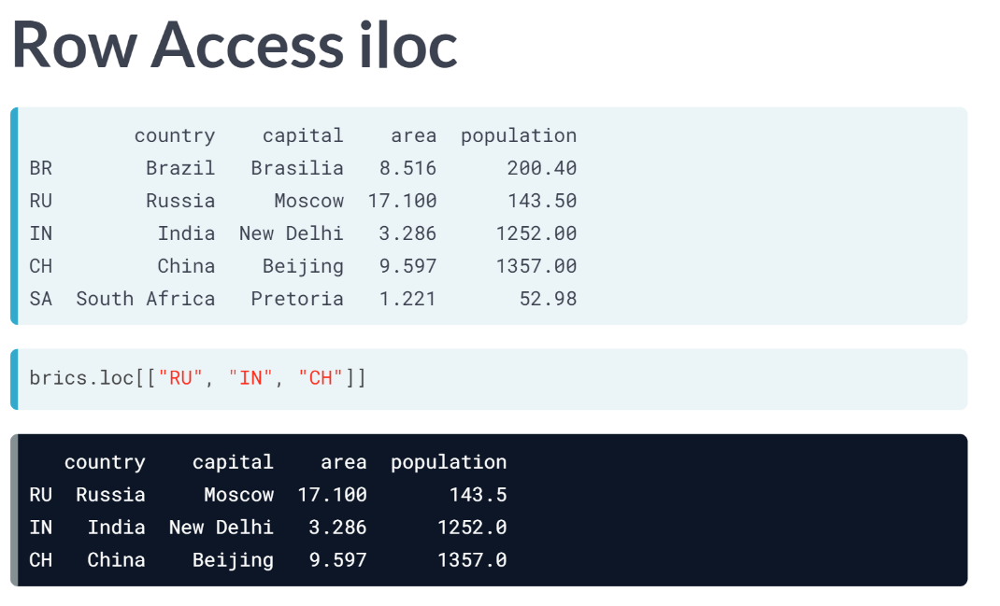 Row Access iloc
country capital area population
BR Brazil Brasilia 8.516 200.40
RU Russia Moscow 17.100 143.50
IN India New Delhi 3.286 1252.00
CH China Beijing 9.597 1357.00
SA South Africa Pretoria 1.221 52.98
brics.loc[["RU", "IN", "CH"]]
country capital area population
RU Russia Moscow 17.100 143.5
IN India New Delhi 3.286 1252.0
CH China Beijing 9.597 1357.0